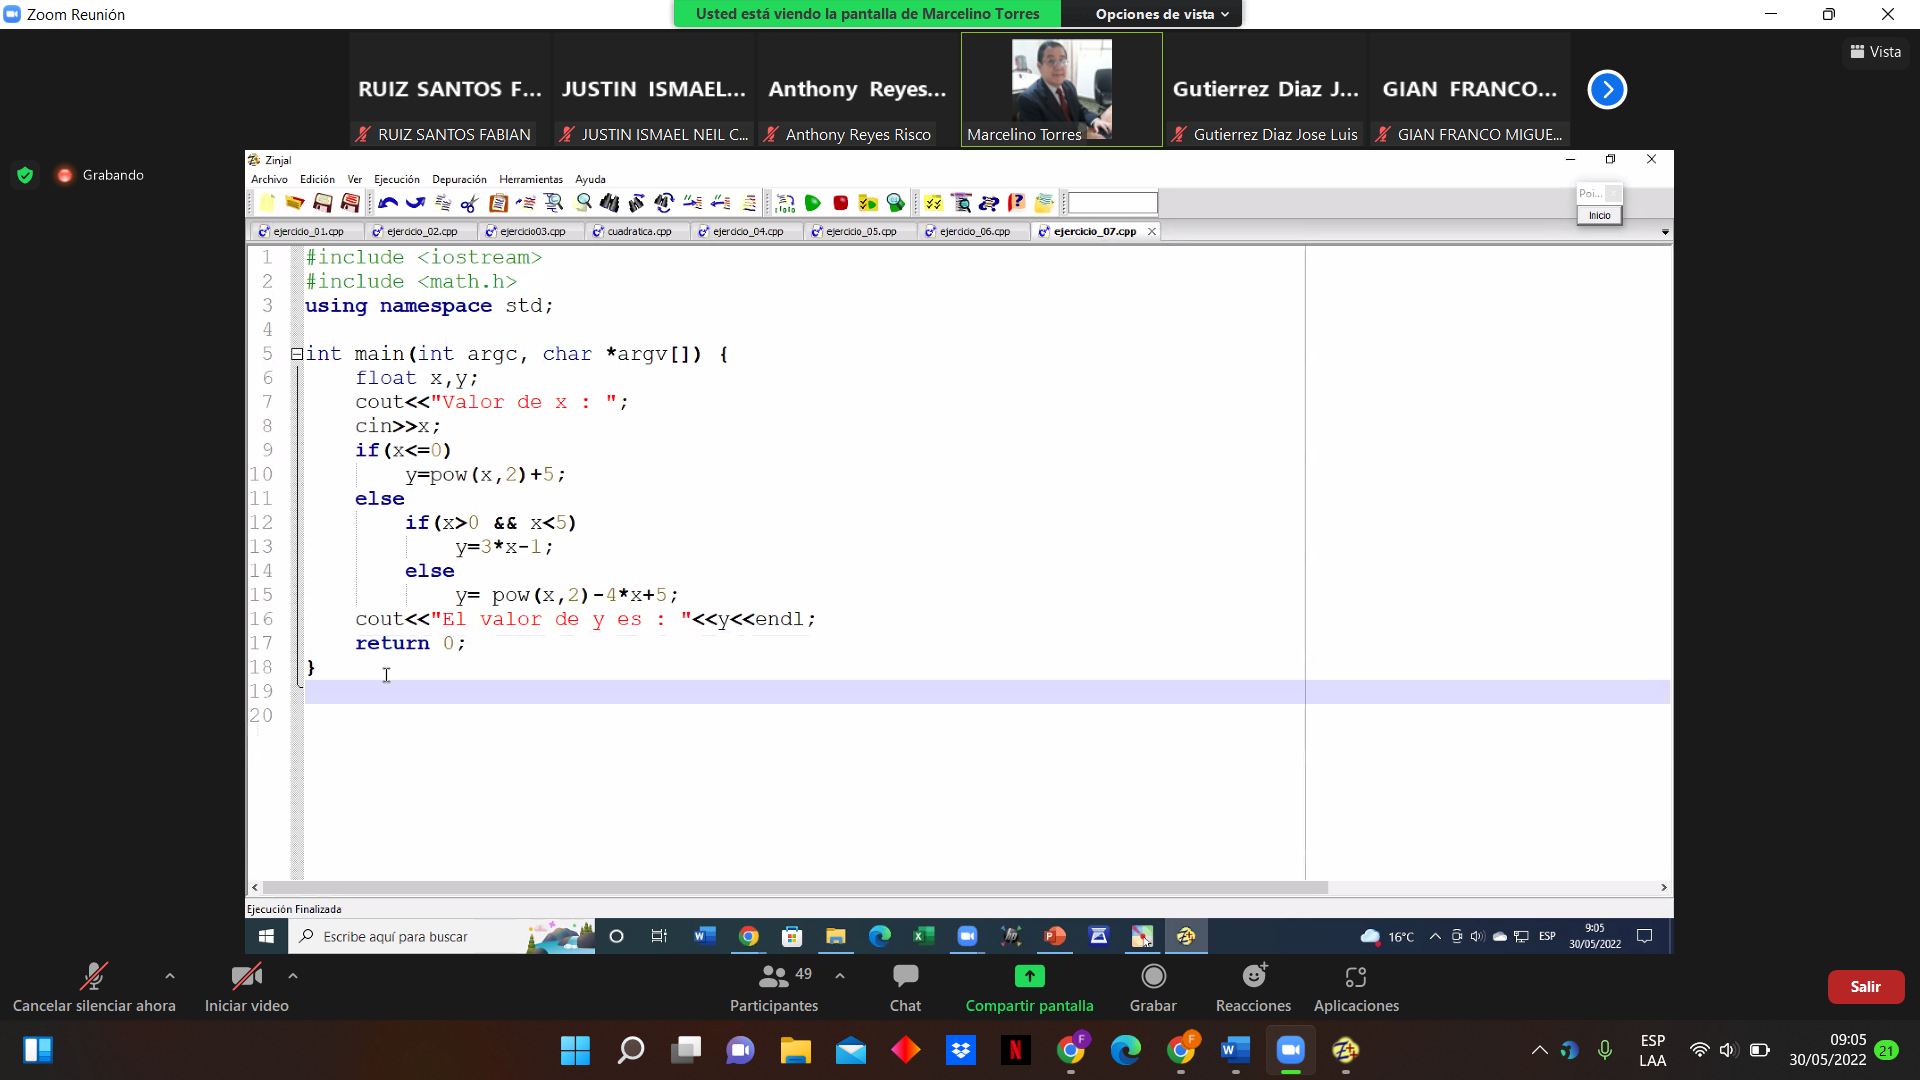 Zoom Reunión
Usted está viendo la pantalla de Marcelino Torres
Opciones de vista
Vista
RUIZ SANTOS F...
JUSTIN ISMAEL...
Anthony Reyes...
Gutierrez Diaz J...
GIAN FRANCO...
RUIZ SANTOS FABIAN
JUSTIN ISMAEL NEIL C...
Anthony Reyes Risco
Marcelino Torres
Gutierrez Diaz Jose Luis
GIAN FRANCO MIGUE...
Grabando
Zinjal
Archivo Edición Ver Ejecución Depuración Herramientas Ayuda
Poi...
Inicio
ejercicio_01.cpp
ejercicio_02.cpp
ejercicio03.cpp
cuadratica.cpp
ejercicio_04.cpp
ejercicio_05.cpp
ejercicio_06.cpp
ejercicio_07.cpp
1 #include <iostream>
2 #include <math.h>
3 using namespace std;
4
5 int main(int argc, char *argv[]) {
6 float x,y;
7 cout<<"Valor de x : ";
8 cin>>x;
9 if(x<=0)
10 y=pow(x,2)+5;
11 else
12 if(x>0 && x<5)
13 y=3*x-1;
14 else
15 y= pow(x,2)-4*x+5;
16 cout<<"El valor de y es : "<<y<<endl;
17 return 0;
18 }
19
20
Ejecución Finalizada
Escribe aquí para buscar
16°C
ESP
9:05
30/05/2022
Cancelar silenciar ahora
Iniciar video
49
Participantes
Chat
Compartir pantalla
Grabar
Reacciones
Aplicaciones
Salir
ESP
LAA
09:05
30/05/2022
21